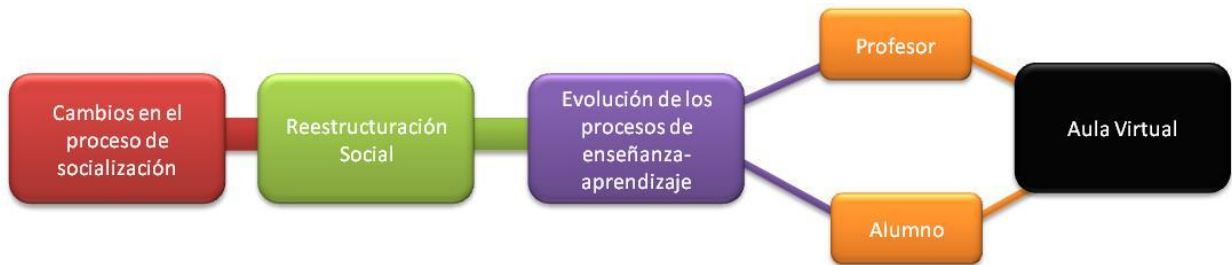 Cambios en el
proceso de
socialización
Reestructuración
Social
Evolución de los
procesos de
enseñanza-
aprendizaje
Profesor
Alumno
Aula Virtual